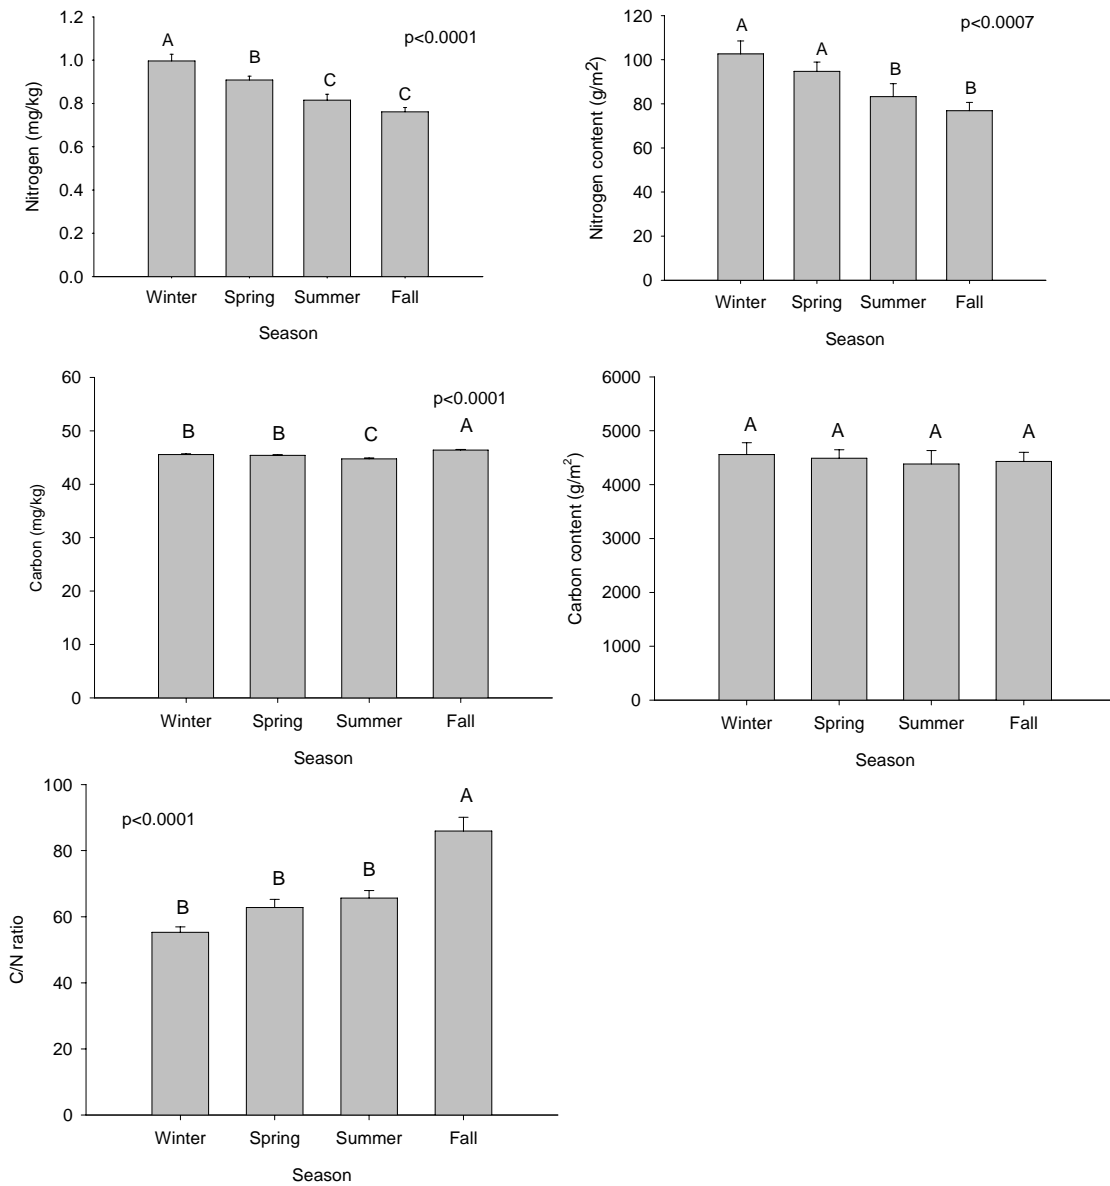 1.2
1.0
0.8
0.6
0.4
0.2
0.0
Nitrogen (mg/kg)
p<0.0001
A
B
C
C
Winter Spring Summer Fall
Season
120
100
80
60
40
20
0
Nitrogen content (g/m2)
p<0.0007
A
A
B
B
Winter Spring Summer Fall
Season
60
50
40
30
20
10
0
Carbon (mg/kg)
p<0.0001
B
B
C
A
Winter Spring Summer Fall
Season
6000
5000
4000
3000
2000
1000
0
Carbon content (g/m²)
A
A
A
A
Winter Spring Summer Fall
Season
100
80
60
40
20
0
C/N ratio
p<0.0001
B
B
B
A
Winter Spring Summer Fall
Season